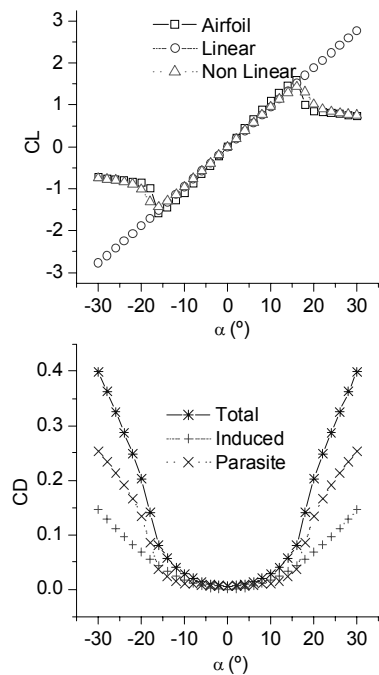 Airfoil
Linear
Non Linear
3
2
1
0
-1
-2
-3
CL
-30 -20 -10 0 10 20 30
α (º)
0.4
0.3
0.2
0.1
0.0
CD
Total
Induced
Parasite
-30 -20 -10 0 10 20 30
α (º)